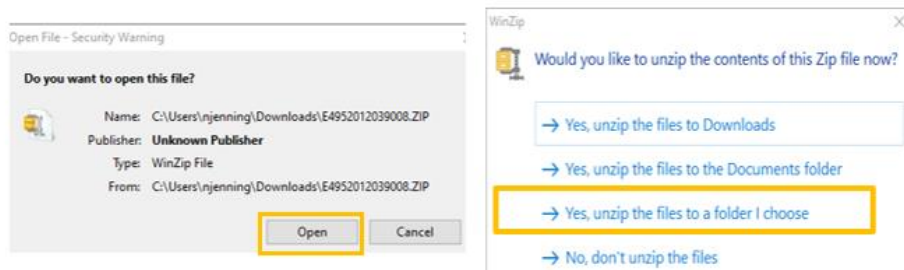 Open File - Security Warning
Do you want to open this file?
Name: C:\Users\njenning\Downloads\E4952012039008.ZIP
Publisher: Unknown Publisher
Type: WinZip File
From: C:\Users\njenning\Downloads\E4952012039008.ZIP
Open
Cancel
WinZip
Would you like to unzip the contents of this Zip file now?
→ Yes, unzip the files to Downloads
→ Yes, unzip the files to the Documents folder
→ Yes, unzip the files to a folder I choose
→ No, don't unzip the files